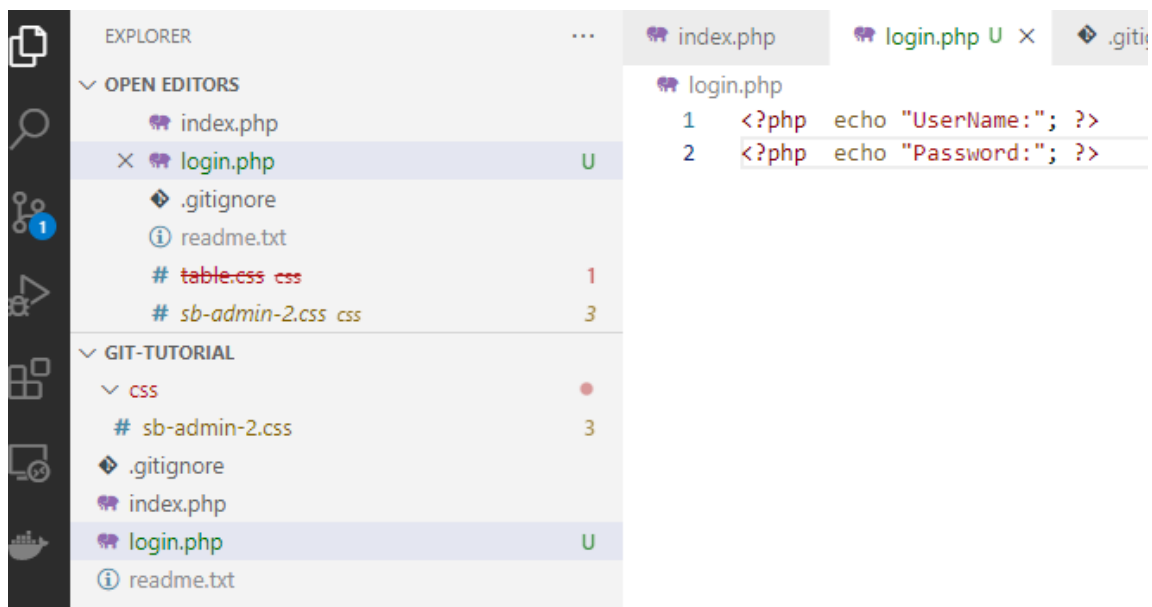 EXPLORER
...
OPEN EDITORS
index.php
login.php U
.gitignore
readme.txt
table.css css 1
sb-admin-2.css css 3
GIT-TUTORIAL
css
sb-admin-2.css 3
.gitignore
index.php
login.php U
readme.txt
1
index.php login.php U .giti
login.php
1 <?php echo "UserName:"; ?>
2 <?php echo "Password:"; ?>